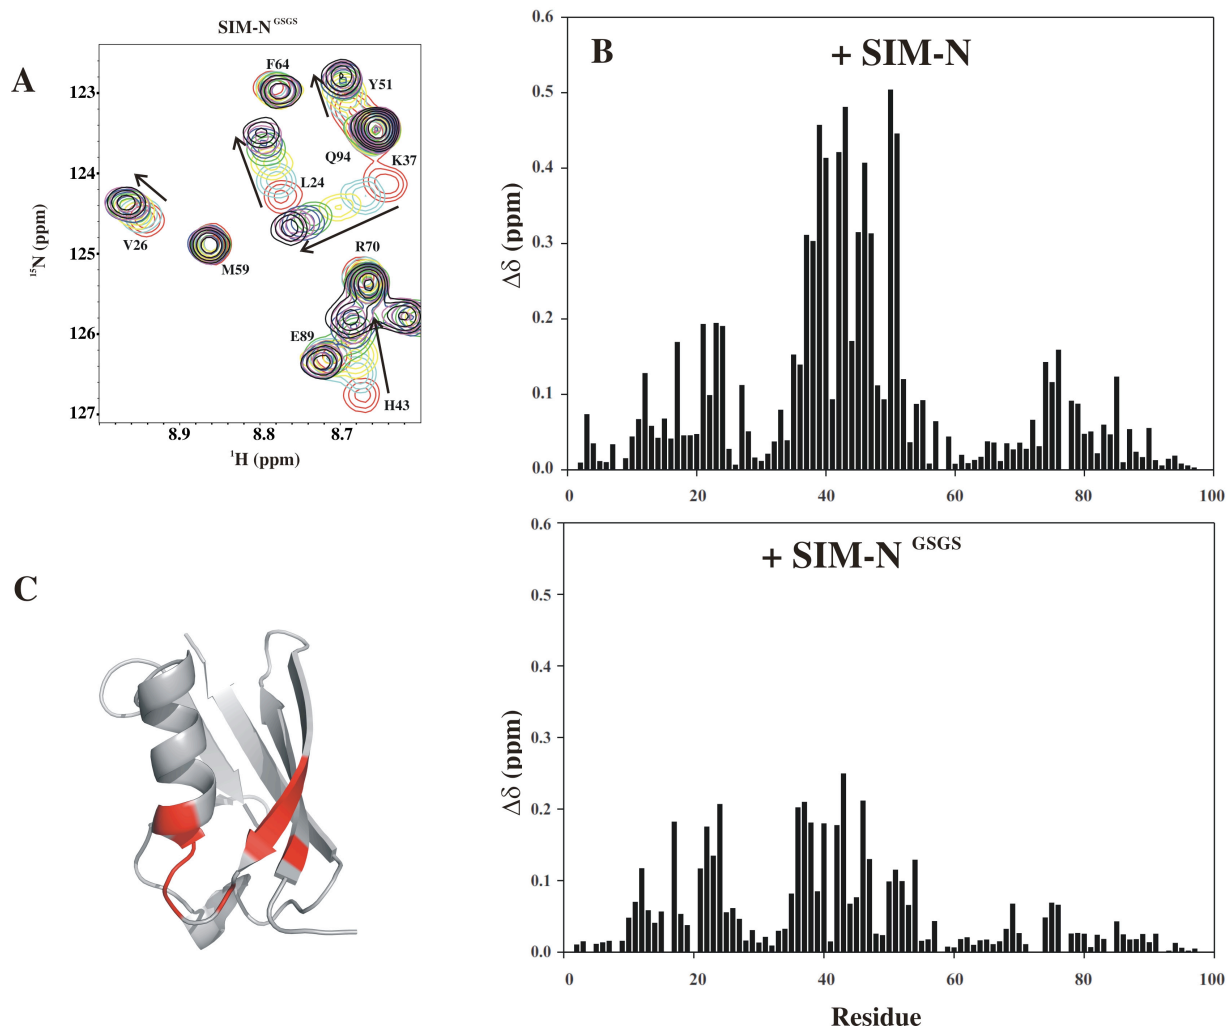 SIM-N GSGS
A
F64
Y51
123
Q94
K37
124
L24
V26
M59
R70
125
¹⁵N (ppm)
E89
126
H43
127
8.9 8.8 8.7
¹H (ppm)
B
+ SIM-N
0.6
0.5
0.4
0.3
0.2
0.1
0.0
Δδ (ppm)
0 20 40 60 80 100
C
+ SIM-N GSGS
0.6
0.5
0.4
0.3
0.2
0.1
0.0
Δδ (ppm)
0 20 40 60 80 100
Residue